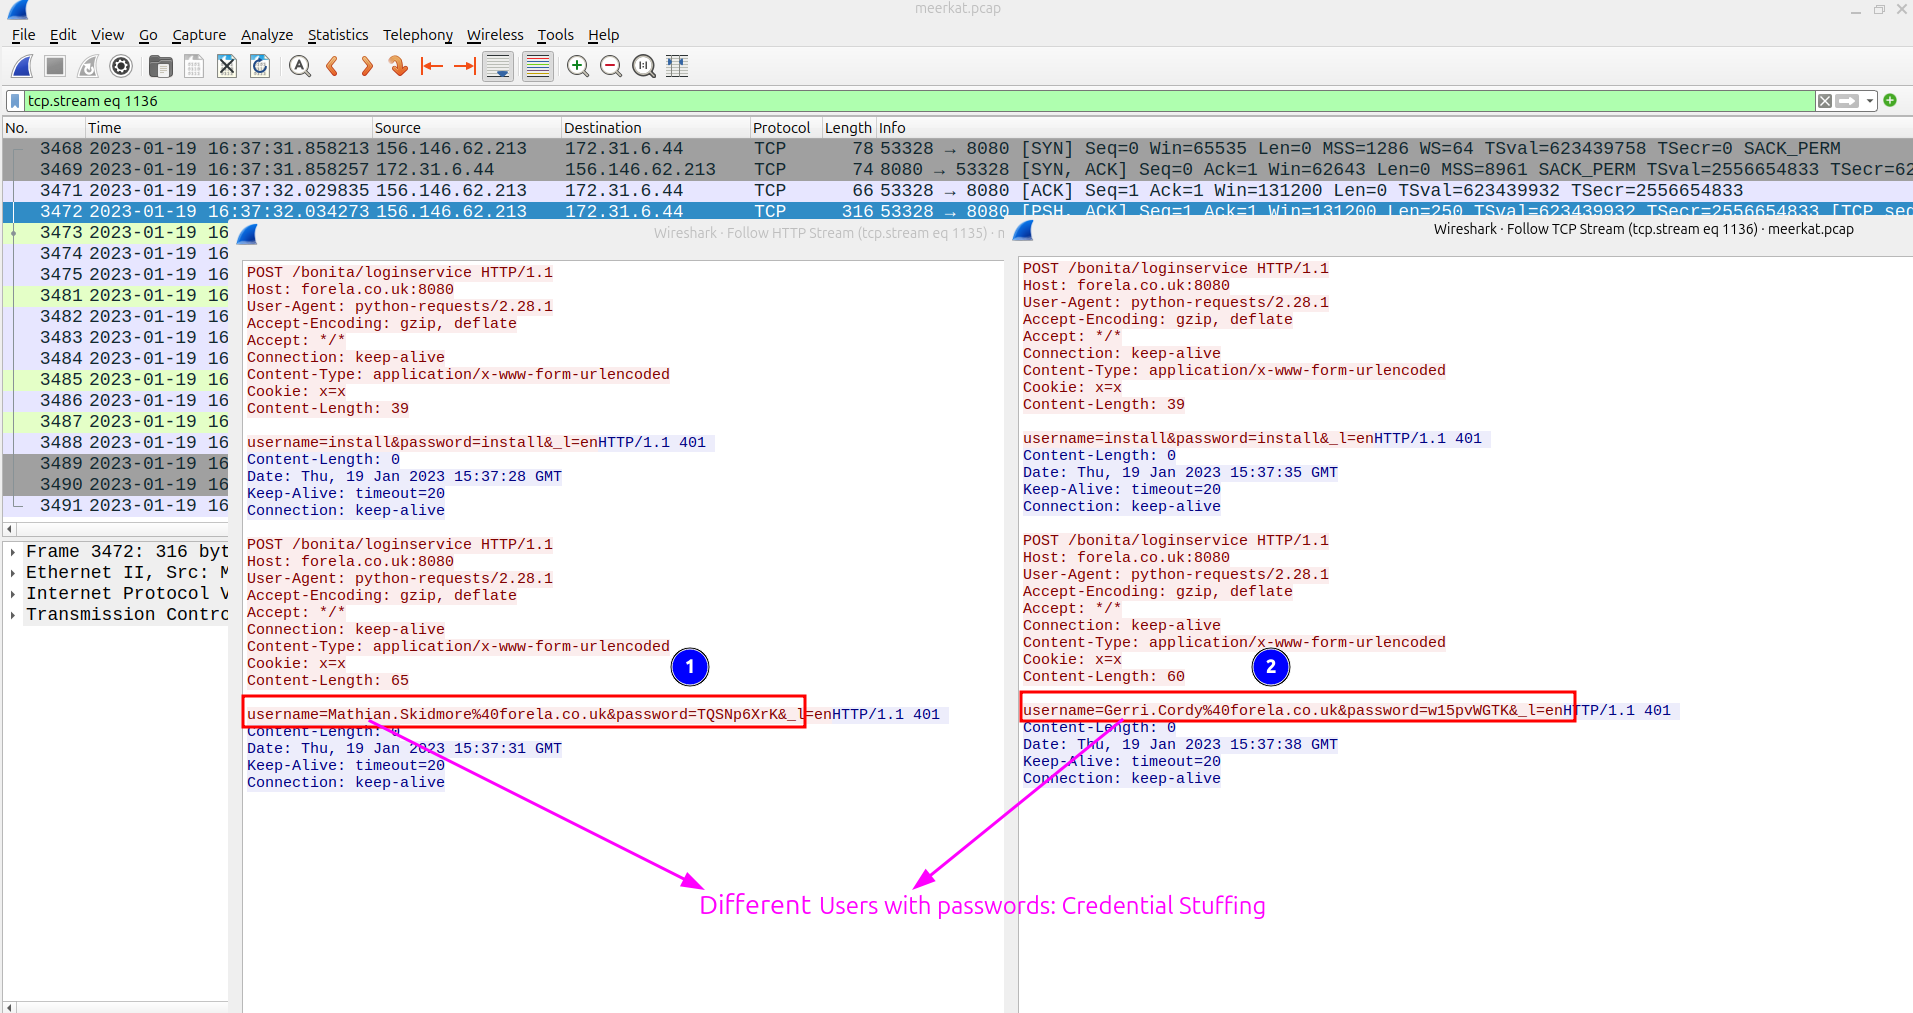 meerkat.pcap
File Edit View Go Capture Analyze Statistics Telephony Wireless Tools Help
tcp.stream eq 1136
No. Time Source Destination Protocol Length Info
3468 2023-01-19 16:37:31.858213 156.146.62.213 172.31.6.44 TCP 78 53328 → 8080 [SYN] Seq=0 Win=65535 Len=0 MSS=1286 WS=64 TSval=623439758 TSecr=0 SACK_PERM
3469 2023-01-19 16:37:31.858257 172.31.6.44 156.146.62.213 TCP 74 8080 → 53328 [SYN, ACK] Seq=0 Ack=1 Win=62643 Len=0 MSS=8961 SACK_PERM TSval=2556654833 TSecr=62
3471 2023-01-19 16:37:32.029835 156.146.62.213 172.31.6.44 TCP 66 53328 → 8080 [ACK] Seq=1 Ack=1 Win=131200 Len=0 TSval=623439932 TSecr=2556654833
3472 2023-01-19 16:37:32.034273 156.146.62.213 172.31.6.44 TCP 316 53328 → 8080 [PSH, ACK] Seq=1 Ack=1 Win=131200 Len=250 TSval=623439932 TSecr=2556654833 [TCP seg
3473 2023-01-19 16
3474 2023-01-19 16
3475 2023-01-19 16
3481 2023-01-19 16
3482 2023-01-19 16
3483 2023-01-19 16
3484 2023-01-19 16
3485 2023-01-19 16
3486 2023-01-19 16
3487 2023-01-19 16
3488 2023-01-19 16
3489 2023-01-19 16
3490 2023-01-19 16
3491 2023-01-19 16
Frame 3472: 316 byt
Ethernet II, Src: M
Internet Protocol V
Transmission Contro
Wireshark · Follow HTTP Stream (tcp.stream eq 1135) · m
POST /bonita/loginservice HTTP/1.1
Host: forela.co.uk:8080
User-Agent: python-requests/2.28.1
Accept-Encoding: gzip, deflate
Accept: */*
Connection: keep-alive
Content-Type: application/x-www-form-urlencoded
Cookie: x=x
Content-Length: 39
username=install&password=install&_l=enHTTP/1.1 401
Content-Length: 0
Date: Thu, 19 Jan 2023 15:37:28 GMT
Keep-Alive: timeout=20
Connection: keep-alive
POST /bonita/loginservice HTTP/1.1
Host: forela.co.uk:8080
User-Agent: python-requests/2.28.1
Accept-Encoding: gzip, deflate
Accept: */*
Connection: keep-alive
Content-Type: application/x-www-form-urlencoded
Cookie: x=x
Content-Length: 65
1
username=Mathian.Skidmore%40forela.co.uk&password=TQSNp6XrK&_l=enHTTP/1.1 401
Content-Length: 0
Date: Thu, 19 Jan 2023 15:37:31 GMT
Keep-Alive: timeout=20
Connection: keep-alive
Wireshark · Follow TCP Stream (tcp.stream eq 1136) · meerkat.pcap
POST /bonita/loginservice HTTP/1.1
Host: forela.co.uk:8080
User-Agent: python-requests/2.28.1
Accept-Encoding: gzip, deflate
Accept: */*
Connection: keep-alive
Content-Type: application/x-www-form-urlencoded
Cookie: x=x
Content-Length: 39
username=install&password=install&_l=enHTTP/1.1 401
Content-Length: 0
Date: Thu, 19 Jan 2023 15:37:35 GMT
Keep-Alive: timeout=20
Connection: keep-alive
POST /bonita/loginservice HTTP/1.1
Host: forela.co.uk:8080
User-Agent: python-requests/2.28.1
Accept-Encoding: gzip, deflate
Accept: */*
Connection: keep-alive
Content-Type: application/x-www-form-urlencoded
Cookie: x=x
Content-Length: 60
2
username=Gerri.Cordy%40forela.co.uk&password=w15pvWGTK&_l=enHTTP/1.1 401
Content-Length: 0
Date: Thu, 19 Jan 2023 15:37:38 GMT
Keep-Alive: timeout=20
Connection: keep-alive
Different Users with passwords: Credential Stuffing